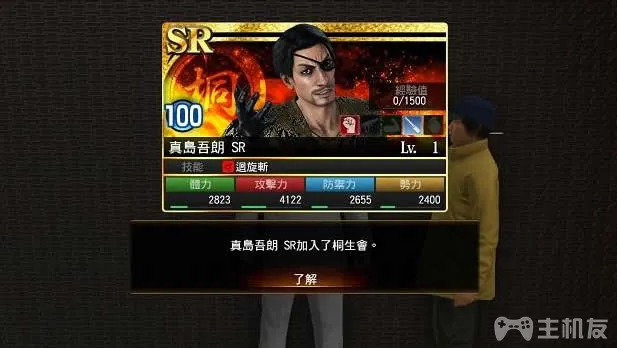 SR
桐
100
經驗值
0/1500
真島吾朗 SR Lv. 1
技能 迴旋斬
體力 攻擊力 防禦力 勢力
2823 4122 2655 2400
真島吾朗 SR加入了桐生會。
了解
主机友